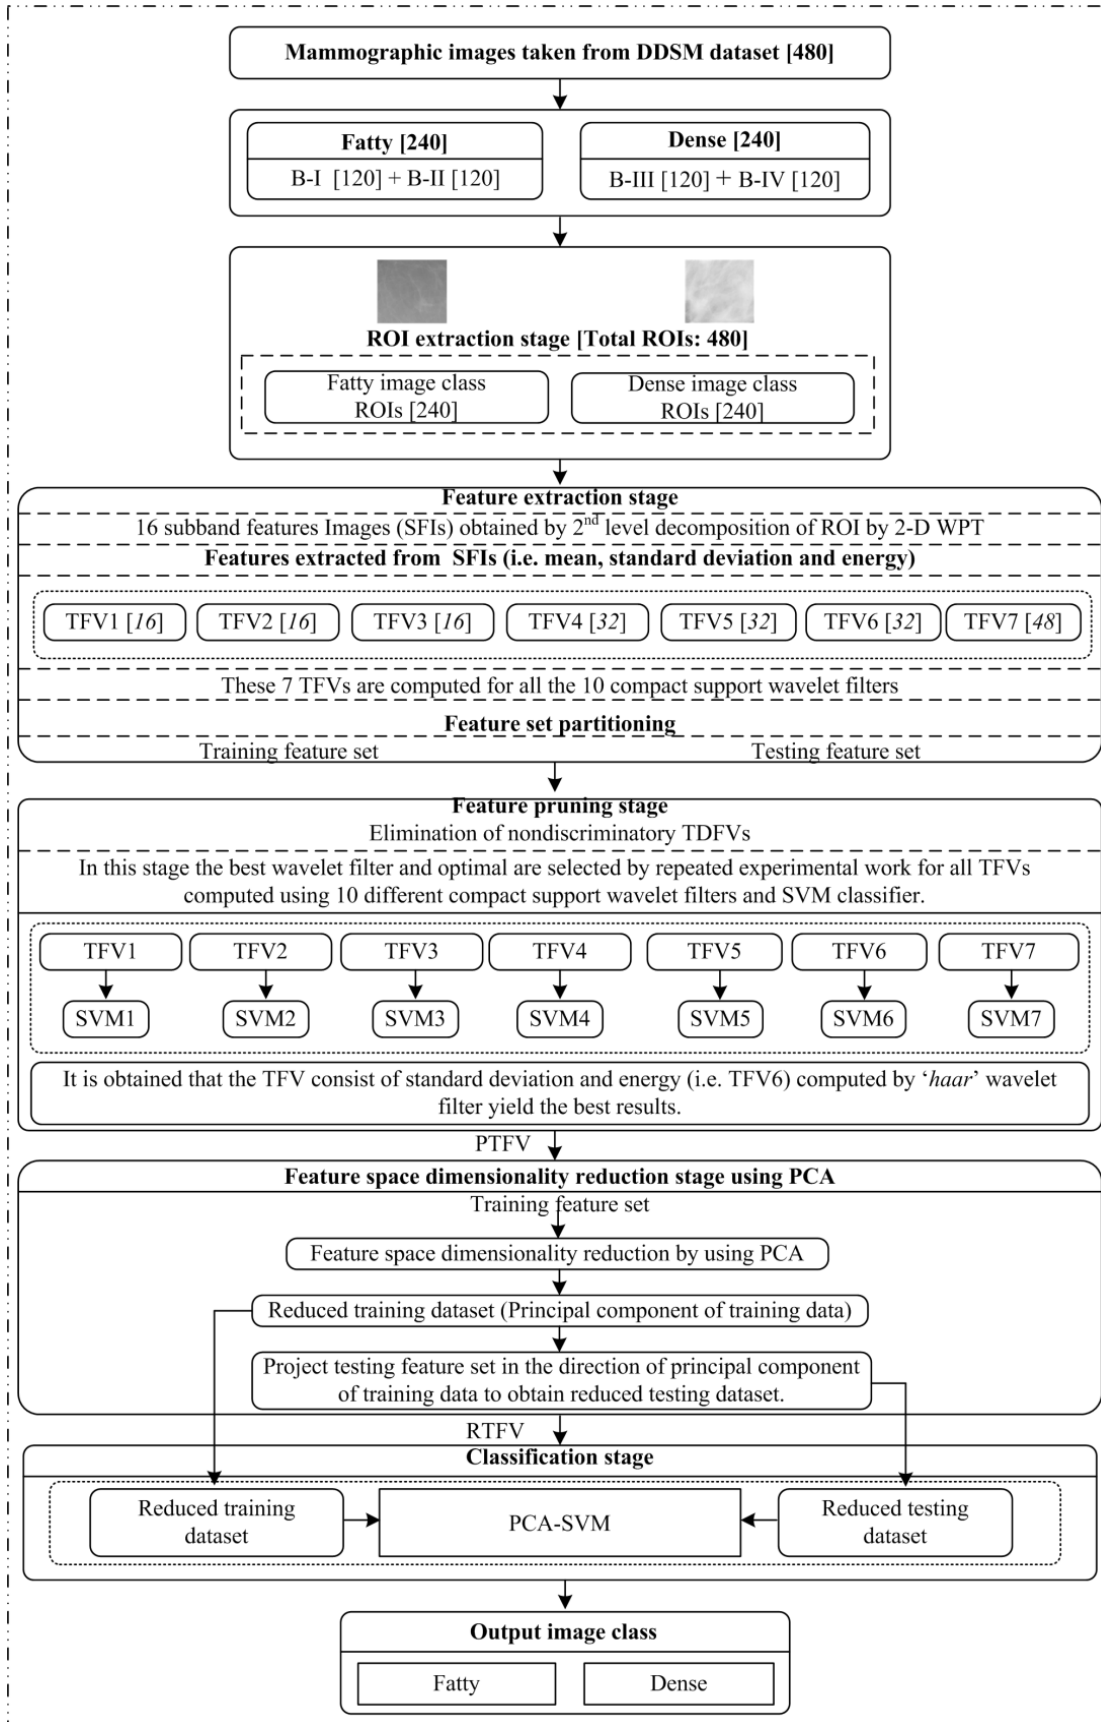 Mammographic images taken from DDSM dataset [480]
Fatty [240]
B-I [120] + B-II [120]
Dense [240]
B-III [120] + B-IV [120]
ROI extraction stage [Total ROIs: 480]
Fatty image class
ROIs [240]
Dense image class
ROIs [240]
Feature extraction stage
16 subband features Images (SFIs) obtained by 2nd level decomposition of ROI by 2-D WPT
Features extracted from SFIs (i.e. mean, standard deviation and energy)
TFV1 [16] TFV2 [16] TFV3 [16] TFV4 [32] TFV5 [32] TFV6 [32] TFV7 [48]
These 7 TFVs are computed for all the 10 compact support wavelet filters
Feature set partitioning
Training feature set Testing feature set
Feature pruning stage
Elimination of nondiscriminatory TDFVs
In this stage the best wavelet filter and optimal are selected by repeated experimental work for all TFVs
computed using 10 different compact support wavelet filters and SVM classifier.
TFV1 TFV2 TFV3 TFV4 TFV5 TFV6 TFV7
SVM1 SVM2 SVM3 SVM4 SVM5 SVM6 SVM7
It is obtained that the TFV consist of standard deviation and energy (i.e. TFV6) computed by ‘haar’ wavelet
filter yield the best results.
PTFV
Feature space dimensionality reduction stage using PCA
Training feature set
Feature space dimensionality reduction by using PCA
Reduced training dataset (Principal component of training data)
Project testing feature set in the direction of principal component
of training data to obtain reduced testing dataset.
RTFV
Classification stage
Reduced training
dataset
PCA-SVM
Reduced testing
dataset
Output image class
Fatty Dense